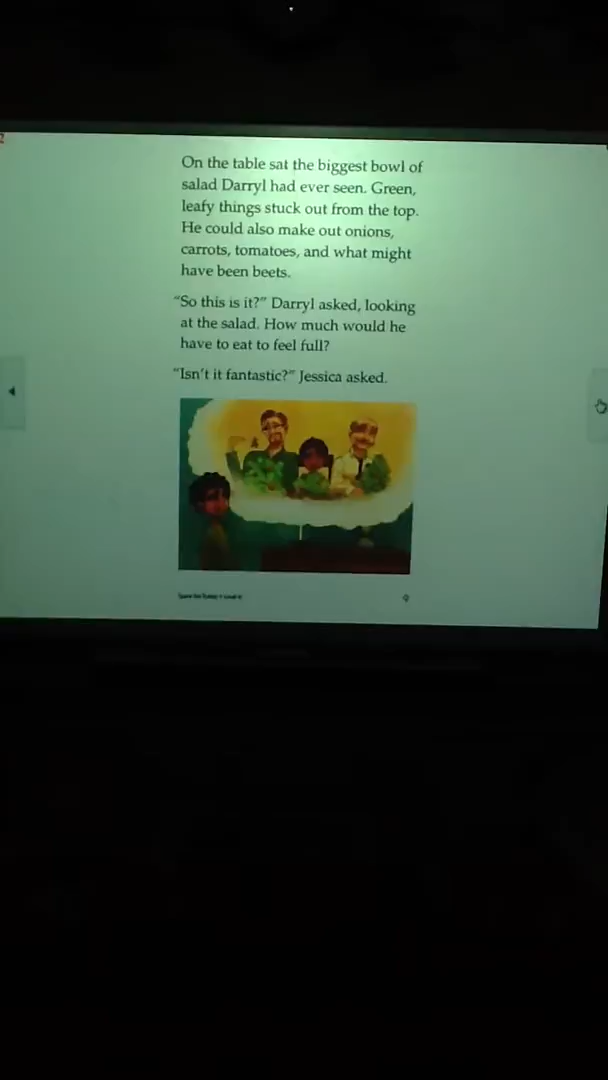 On the table sat the biggest bowl of
salad Darryl had ever seen. Green,
leafy things stuck out from the top.
He could also make out onions,
carrots, tomatoes, and what might
have been beets.
“So this is it?” Darryl asked, looking
at the salad. How much would he
have to eat to feel full?
“Isn't it fantastic?” Jessica asked.